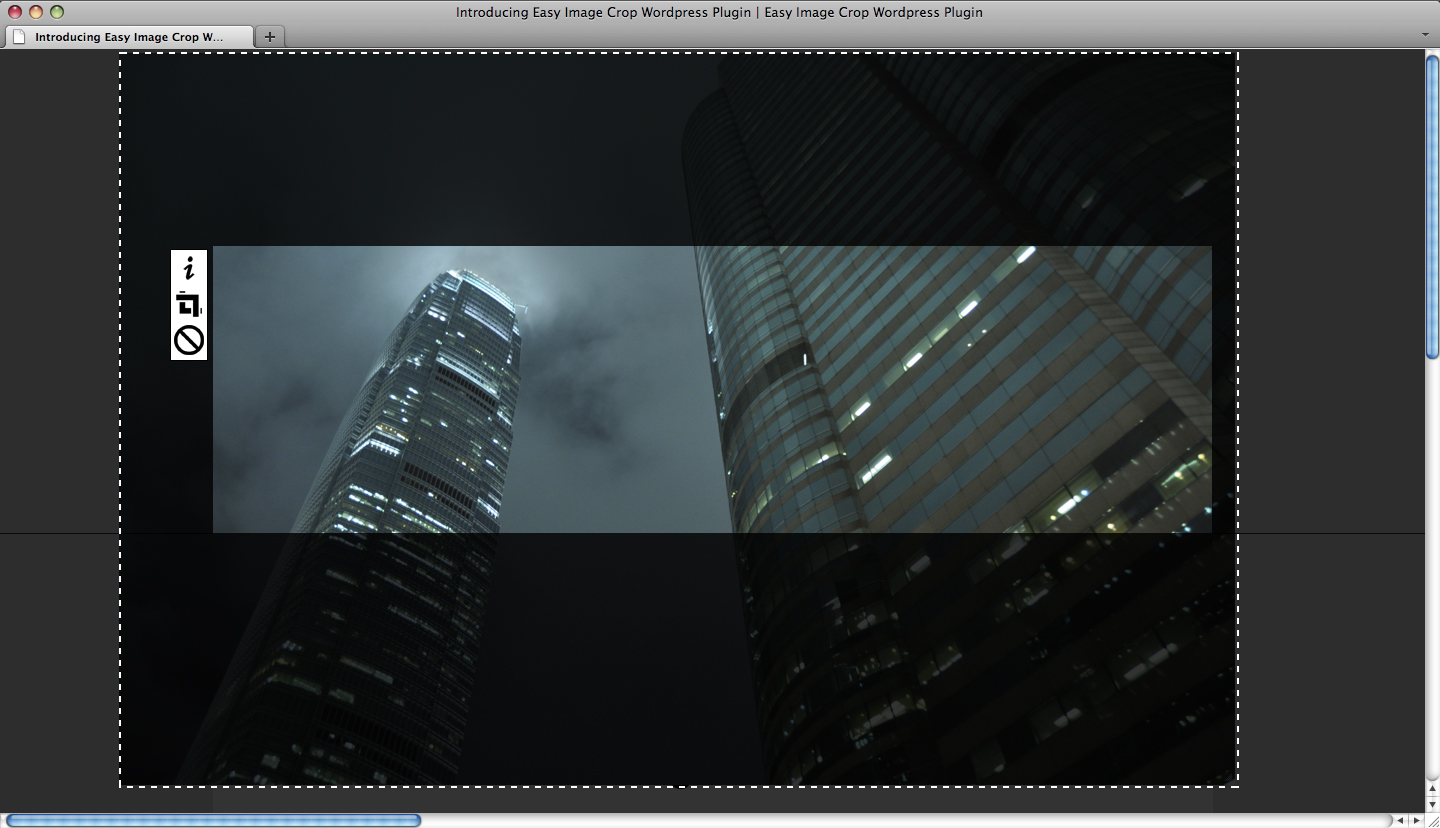 Introducing Easy Image Crop Wordpress Plugin | Easy Image Crop Wordpress Plugin
Introducing Easy Image Crop W...
i